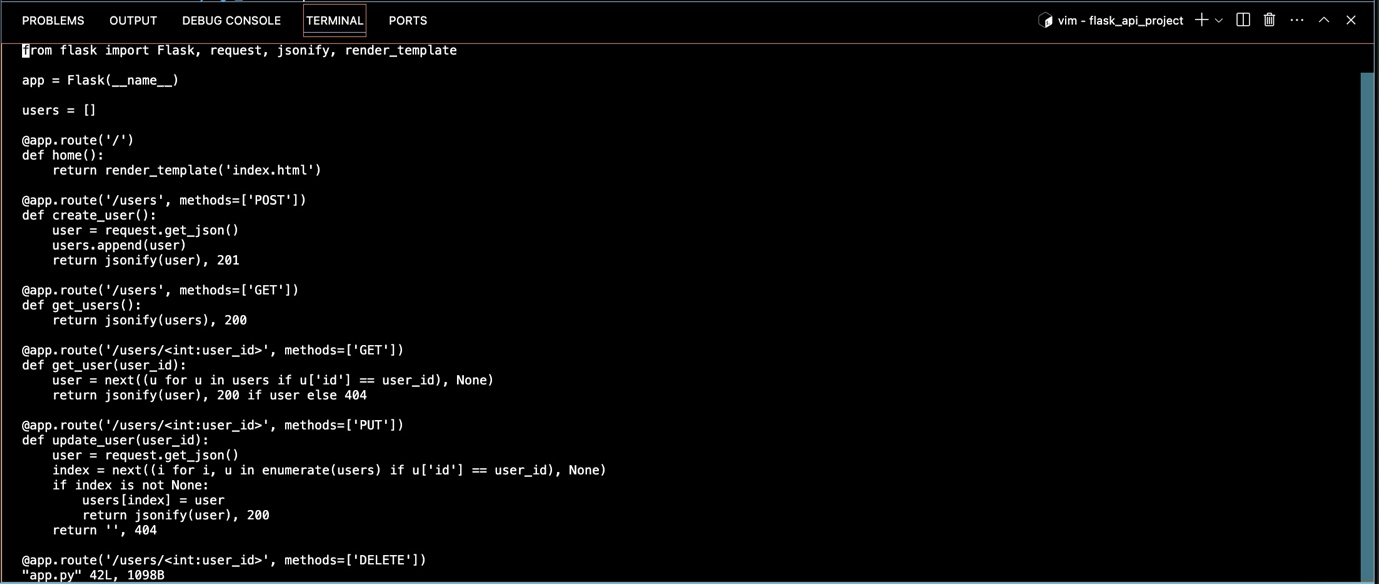 PROBLEMS OUTPUT DEBUG CONSOLE TERMINAL PORTS vim - flask_api_project
from flask import Flask, request, jsonify, render_template
app = Flask(__name__)
users = []
@app.route('/')
def home():
    return render_template('index.html')
@app.route('/users', methods=['POST'])
def create_user():
    user = request.get_json()
    users.append(user)
    return jsonify(user), 201
@app.route('/users', methods=['GET'])
def get_users():
    return jsonify(users), 200
@app.route('/users/<int:user_id>', methods=['GET'])
def get_user(user_id):
    user = next((u for u in users if u['id'] == user_id), None)
    return jsonify(user), 200 if user else 404
@app.route('/users/<int:user_id>', methods=['PUT'])
def update_user(user_id):
    user = request.get_json()
    index = next((i for i, u in enumerate(users) if u['id'] == user_id), None)
    if index is not None:
        users[index] = user
        return jsonify(user), 200
    return '', 404
@app.route('/users/<int:user_id>', methods=['DELETE'])
"app.py" 42L, 1098B